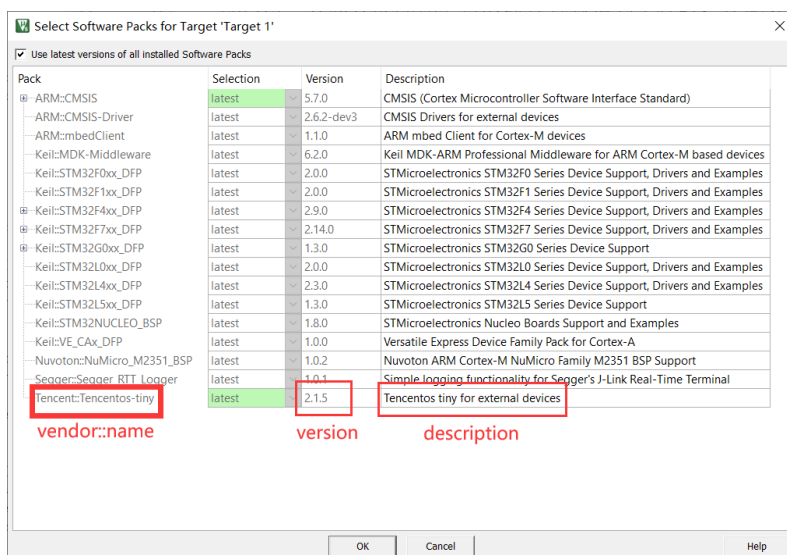 Select Software Packs for Target 'Target 1'
Use latest versions of all installed Software Packs
Pack Selection Version Description
ARM::CMSIS latest 5.7.0 CMSIS (Cortex Microcontroller Software Interface Standard)
ARM::CMSIS-Driver latest 2.6.2-dev3 CMSIS Drivers for external devices
ARM::mbedClient latest 1.1.0 ARM mbed Client for Cortex-M devices
Keil::MDK-Middleware latest 6.2.0 Keil MDK-ARM Professional Middleware for ARM Cortex-M based devices
Keil::STM32F0xx_DFP latest 2.0.0 STMicroelectronics STM32F0 Series Device Support, Drivers and Examples
Keil::STM32F1xx_DFP latest 2.0.0 STMicroelectronics STM32F1 Series Device Support, Drivers and Examples
Keil::STM32F4xx_DFP latest 2.9.0 STMicroelectronics STM32F4 Series Device Support, Drivers and Examples
Keil::STM32F7xx_DFP latest 2.14.0 STMicroelectronics STM32F7 Series Device Support, Drivers and Examples
Keil::STM32G0xx_DFP latest 1.3.0 STMicroelectronics STM32G0 Series Device Support
Keil::STM32L0xx_DFP latest 2.0.0 STMicroelectronics STM32L0 Series Device Support, Drivers and Examples
Keil::STM32L4xx_DFP latest 2.3.0 STMicroelectronics STM32L4 Series Device Support, Drivers and Examples
Keil::STM32L5xx_DFP latest 1.3.0 STMicroelectronics STM32L5 Series Device Support
Keil::STM32NUCLEO_BSP latest 1.8.0 STMicroelectronics Nucleo Boards Support and Examples
Keil::VE_CAx_DFP latest 1.0.0 Versatile Express Device Family Pack for Cortex-A
Nuvoton::NuMicro_M2351_BSP latest 1.0.2 Nuvoton ARM Cortex-M NuMicro Family M2351 BSP Support
Segger::Segger_RTT_Logger latest 1.0.1 Simple logging functionality for Segger's J-Link Real-Time Terminal
Tencent::Tencentos-tiny latest 2.1.5 Tencentos tiny for external devices
vendor::name version description
OK Cancel Help